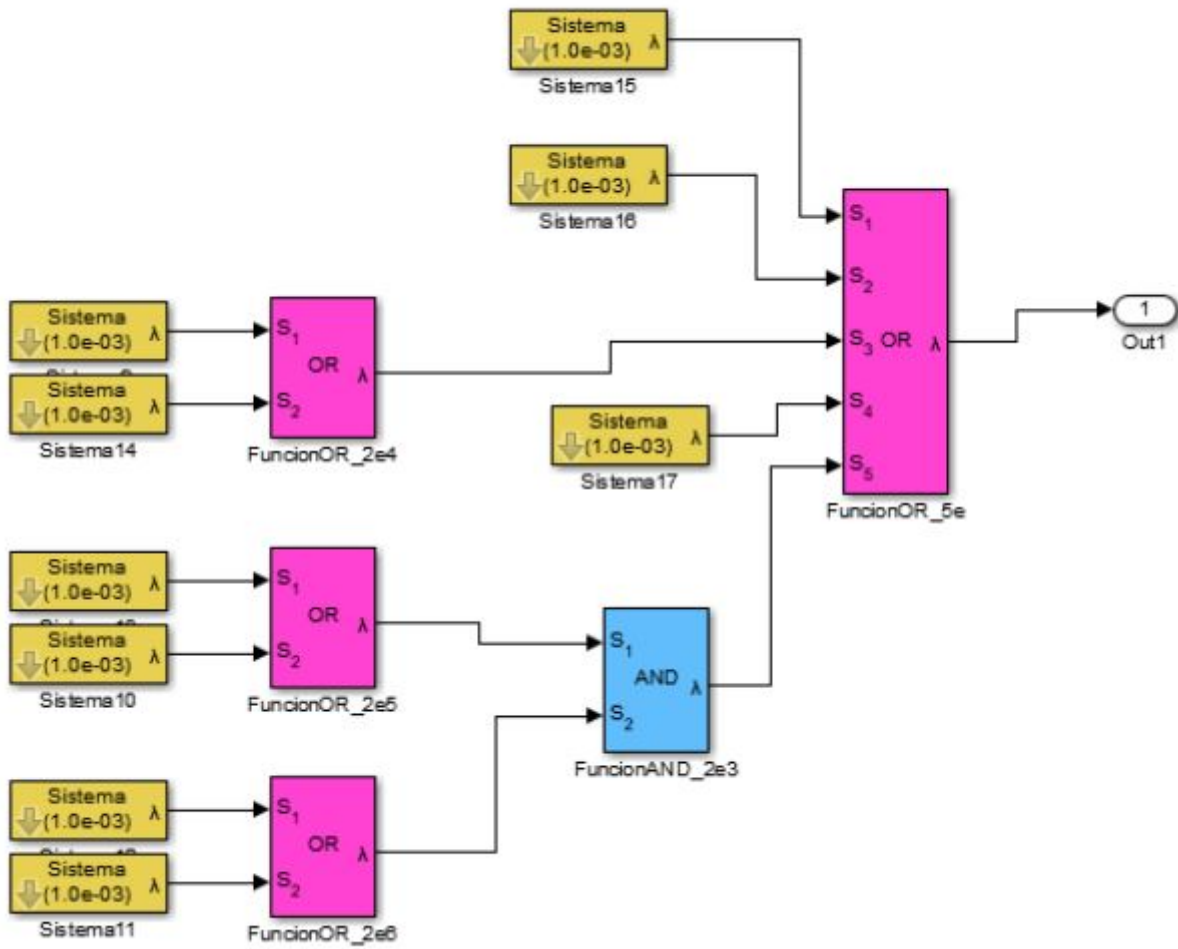 Sistema
(1.0e-03) λ
Sistema15
Sistema
(1.0e-03) λ
Sistema16
S1
S2
S3 OR λ
S4
S5
FuncionOR_5e
1
Out1
Sistema
(1.0e-03) λ
Sistema
(1.0e-03) λ
Sistema14
S1
OR λ
S2
FuncionOR_2e4
Sistema
(1.0e-03) λ
Sistema17
Sistema
(1.0e-03) λ
Sistema
(1.0e-03) λ
Sistema10
S1
OR λ
S2
FuncionOR_2e5
S1
AND λ
S2
FuncionAND_2e3
Sistema
(1.0e-03) λ
Sistema
(1.0e-03) λ
Sistema11
S1
OR λ
S2
FuncionOR_2e6